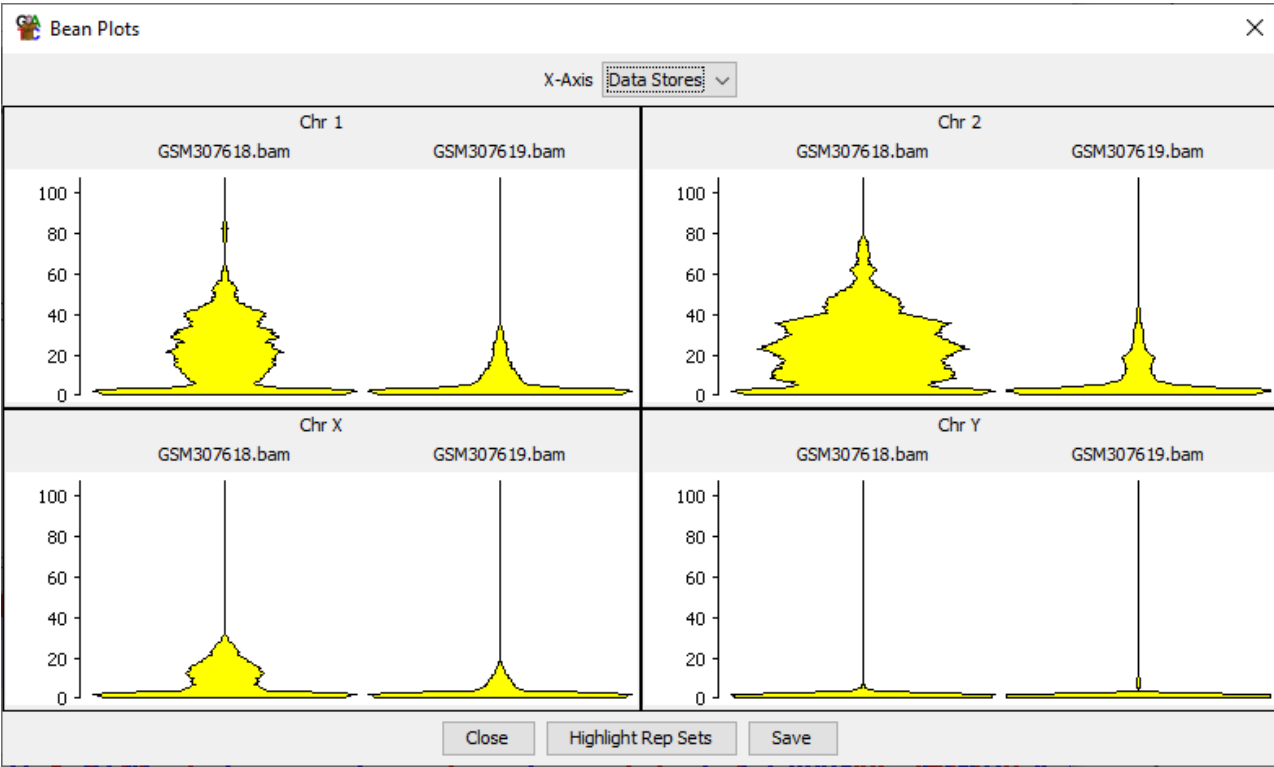 Bean Plots
X-Axis Data Stores
Chr 1
GSM307618.bam GSM307619.bam
100
80
60
40
20
0
Chr 2
GSM307618.bam GSM307619.bam
100
80
60
40
20
0
Chr X
GSM307618.bam GSM307619.bam
100
80
60
40
20
0
Chr Y
GSM307618.bam GSM307619.bam
100
80
60
40
20
0
Close Highlight Rep Sets Save